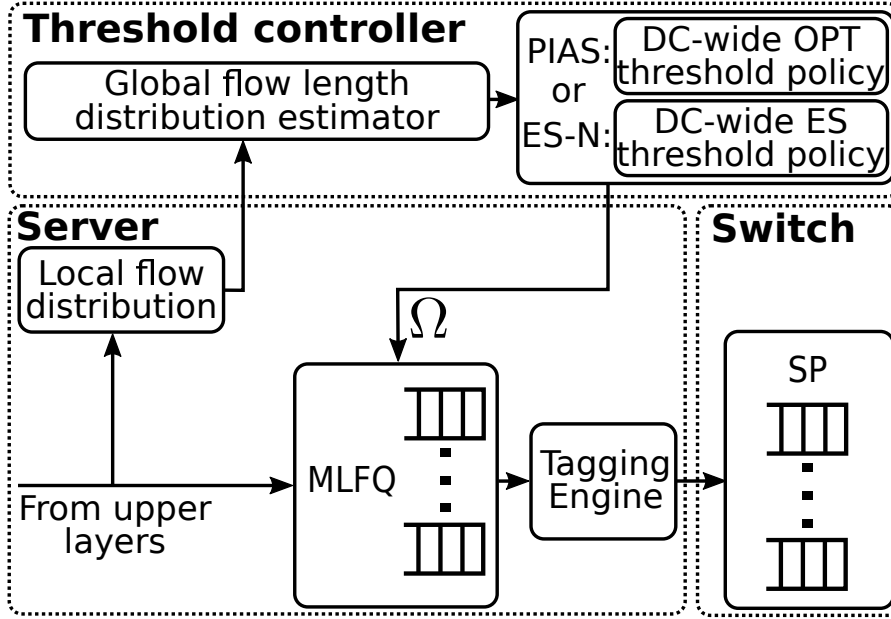 Threshold controller
Global flow length
distribution estimator
PIAS:
or
ES-N:
DC-wide OPT
threshold policy
DC-wide ES
threshold policy
Server
Local flow
distribution
Ω
From upper
layers
MLFQ
Tagging
Engine
Switch
SP